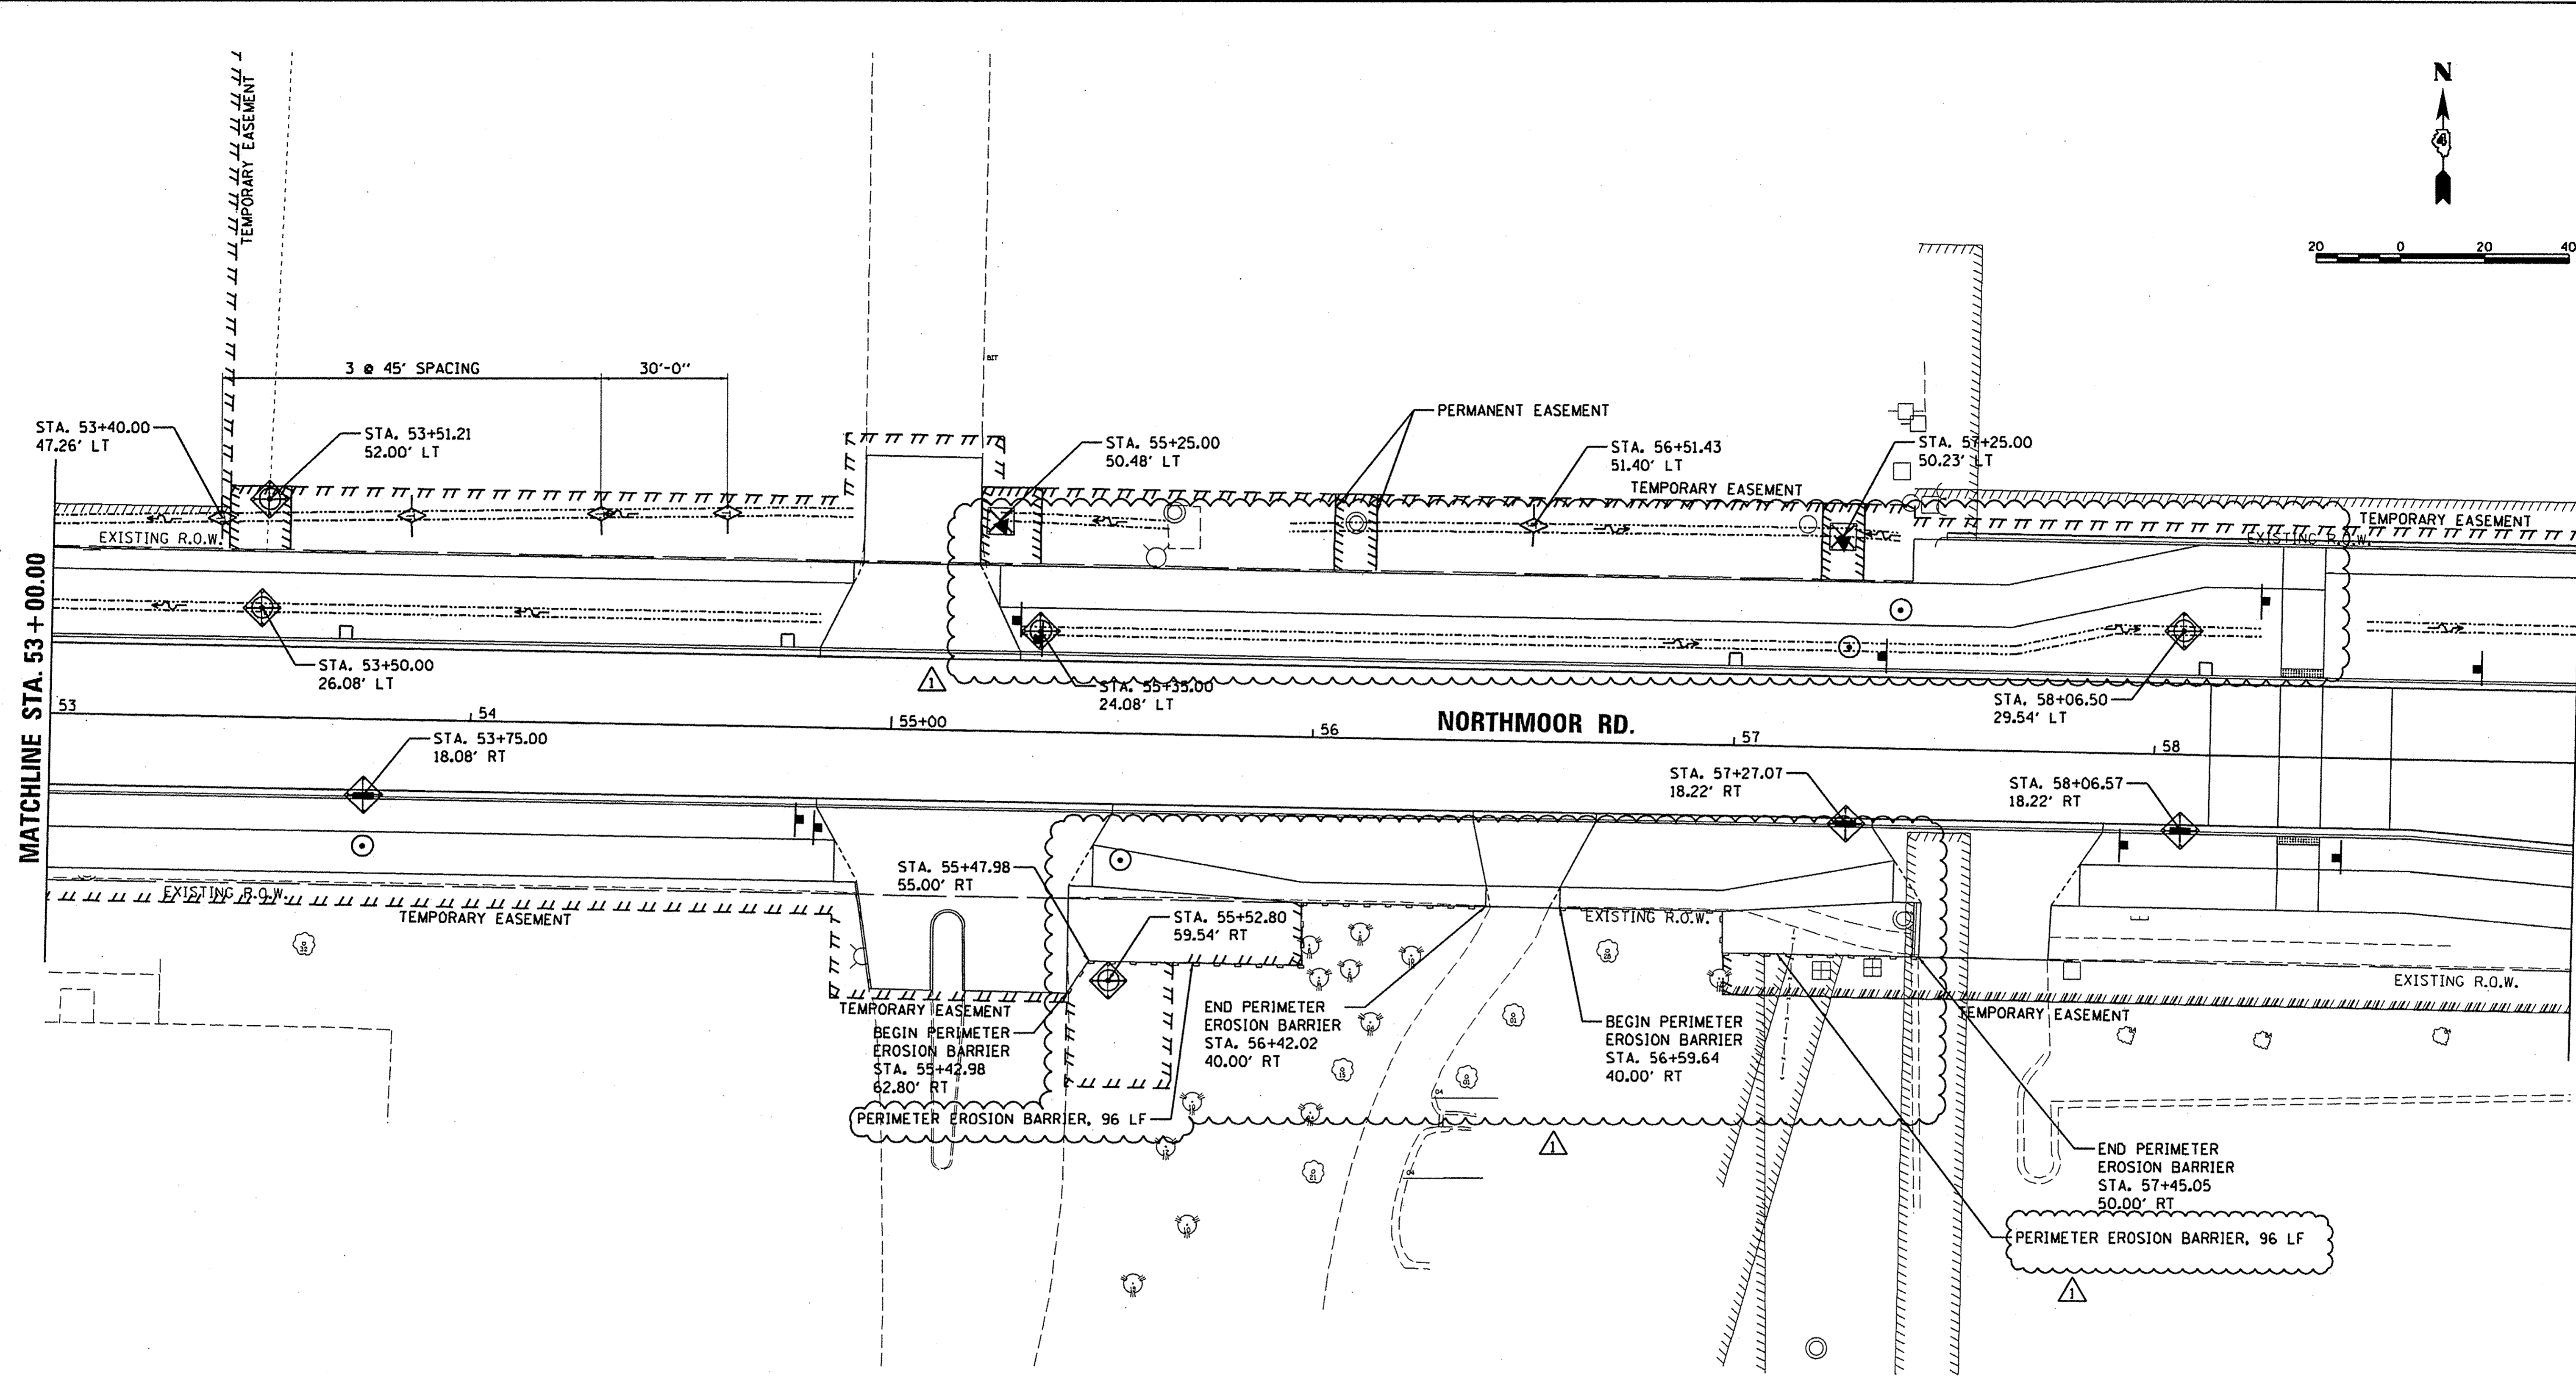 N
20 0 20 40
TEMPORARY EASEMENT
BIT
3 @ 45' SPACING
30'-0"
STA. 53+40.00
47.26' LT
STA. 53+51.21
52.00' LT
STA. 55+25.00
50.48' LT
PERMANENT EASEMENT
STA. 56+51.43
51.40' LT
STA. 57+25.00
50.23' LT
TEMPORARY EASEMENT
TEMPORARY EASEMENT
EXISTING R.O.W.
EXISTING R.O.W.
MATCHLINE STA. 53+00.00
STA. 53+50.00
26.08' LT
1
STA. 55+35.00
24.08' LT
STA. 58+06.50
29.54' LT
53
54
55+00
56
NORTHMOOR RD.
57
58
STA. 53+75.00
18.08' RT
STA. 57+27.07
18.22' RT
STA. 58+06.57
18.22' RT
STA. 55+47.98
55.00' RT
EXISTING R.O.W.
TEMPORARY EASEMENT
STA. 55+52.80
59.54' RT
EXISTING R.O.W.
EXISTING R.O.W.
TEMPORARY EASEMENT
TEMPORARY EASEMENT
BEGIN PERIMETER
EROSION BARRIER
STA. 55+42.98
62.80' RT
END PERIMETER
EROSION BARRIER
STA. 56+42.02
40.00' RT
BEGIN PERIMETER
EROSION BARRIER
STA. 56+59.64
40.00' RT
PERIMETER EROSION BARRIER, 96 LF
1
END PERIMETER
EROSION BARRIER
STA. 57+45.05
50.00' RT
PERIMETER EROSION BARRIER, 96 LF
1